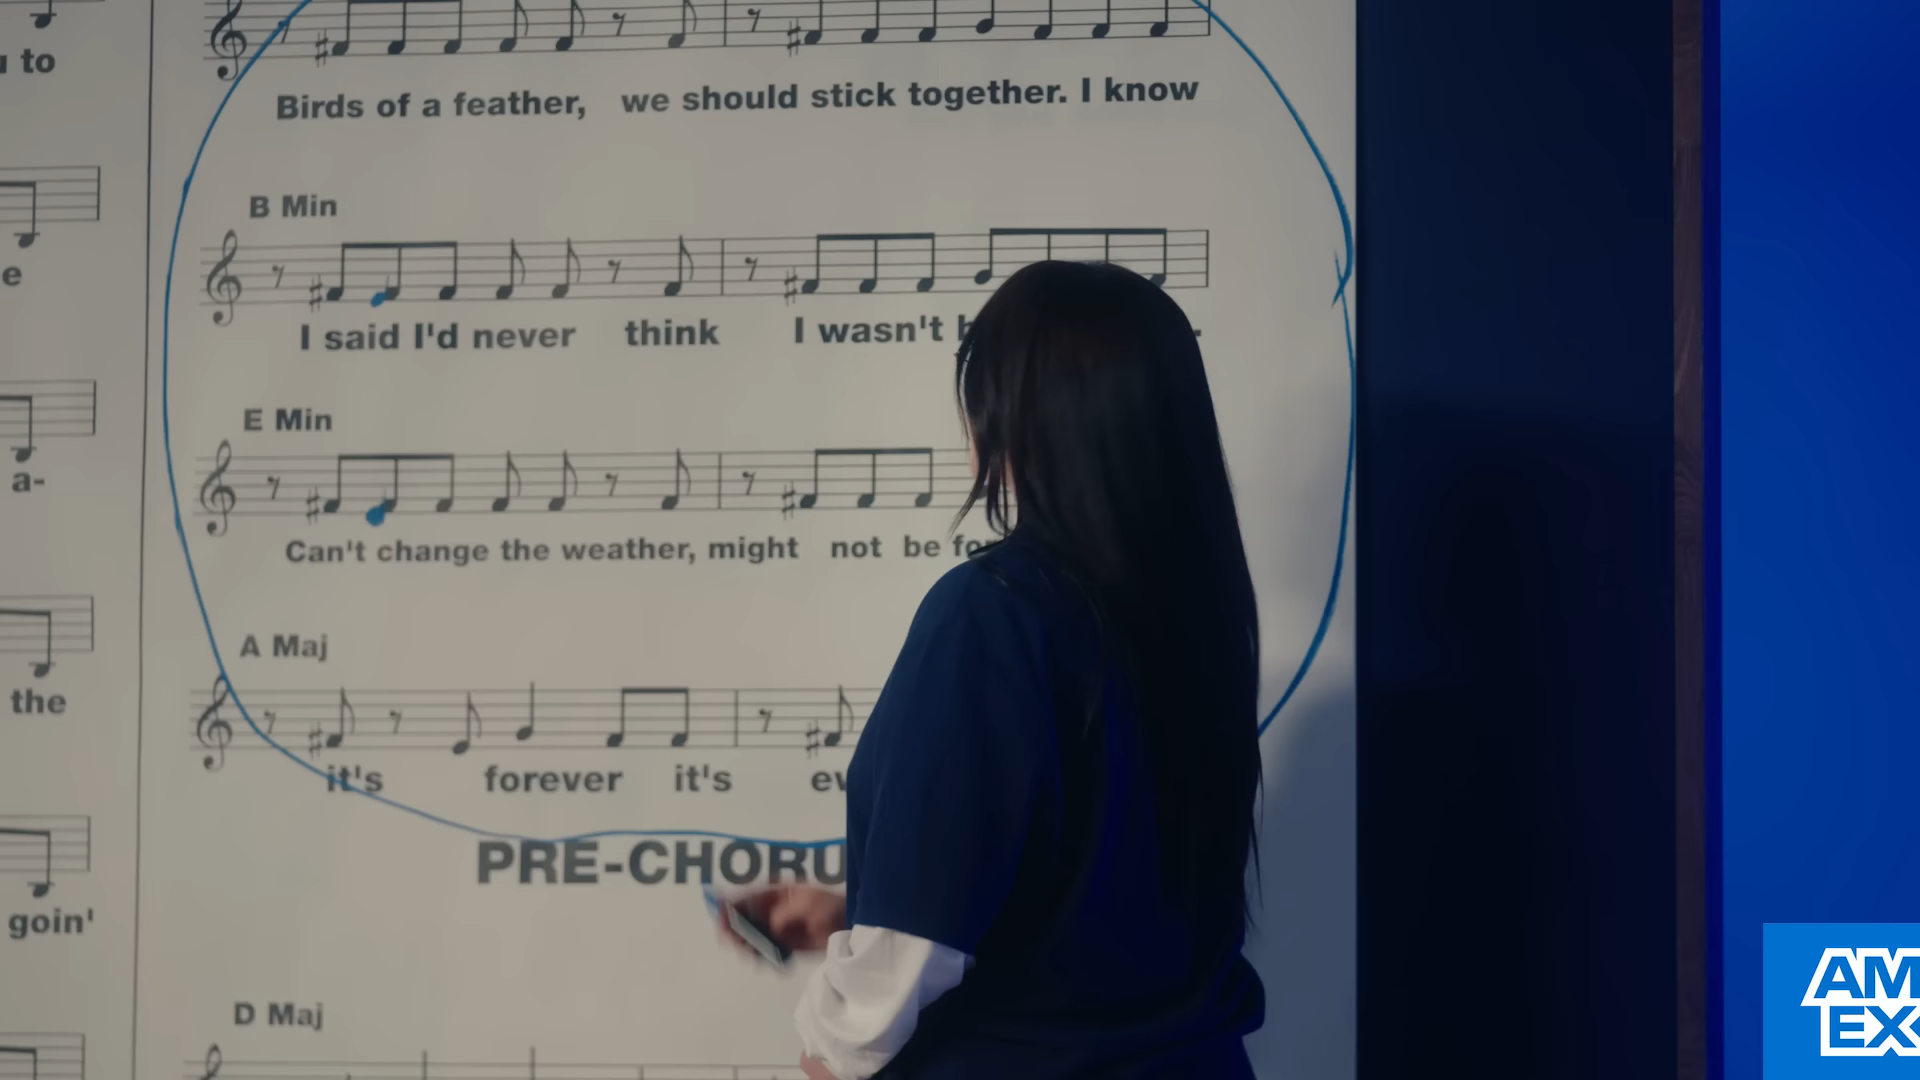 to
Birds of a feather, we should stick together. I know
B Min
e
I said I'd never think I wasn't
E Min
a-
Can't change the weather, might not be
A Maj
the
it's forever it's
PRE-CHORU
goin'
D Maj
AM
EX